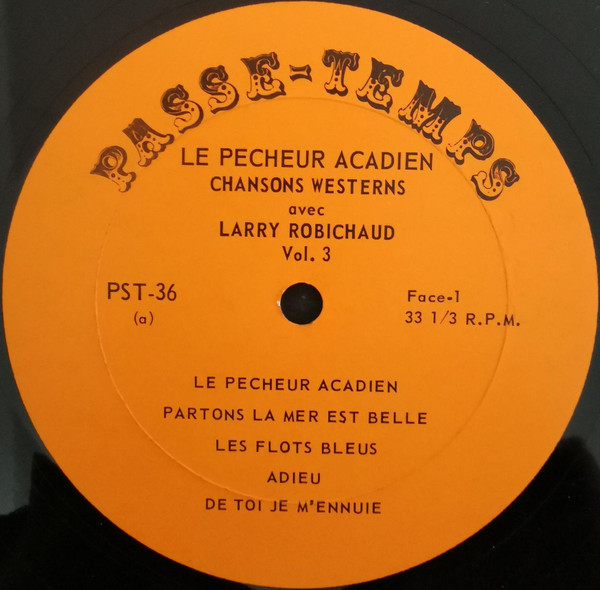 PASSE-TEMPS
LE PECHEUR ACADIEN
CHANSONS WESTERNS
avec
LARRY ROBICHAUD
Vol. 3
PST-36
(a)
Face-1
33 1/3 R.P.M.
LE PECHEUR ACADIEN
PARTONS LA MER EST BELLE
LES FLOTS BLEUS
ADIEU
DE TOI JE M'ENNUIE